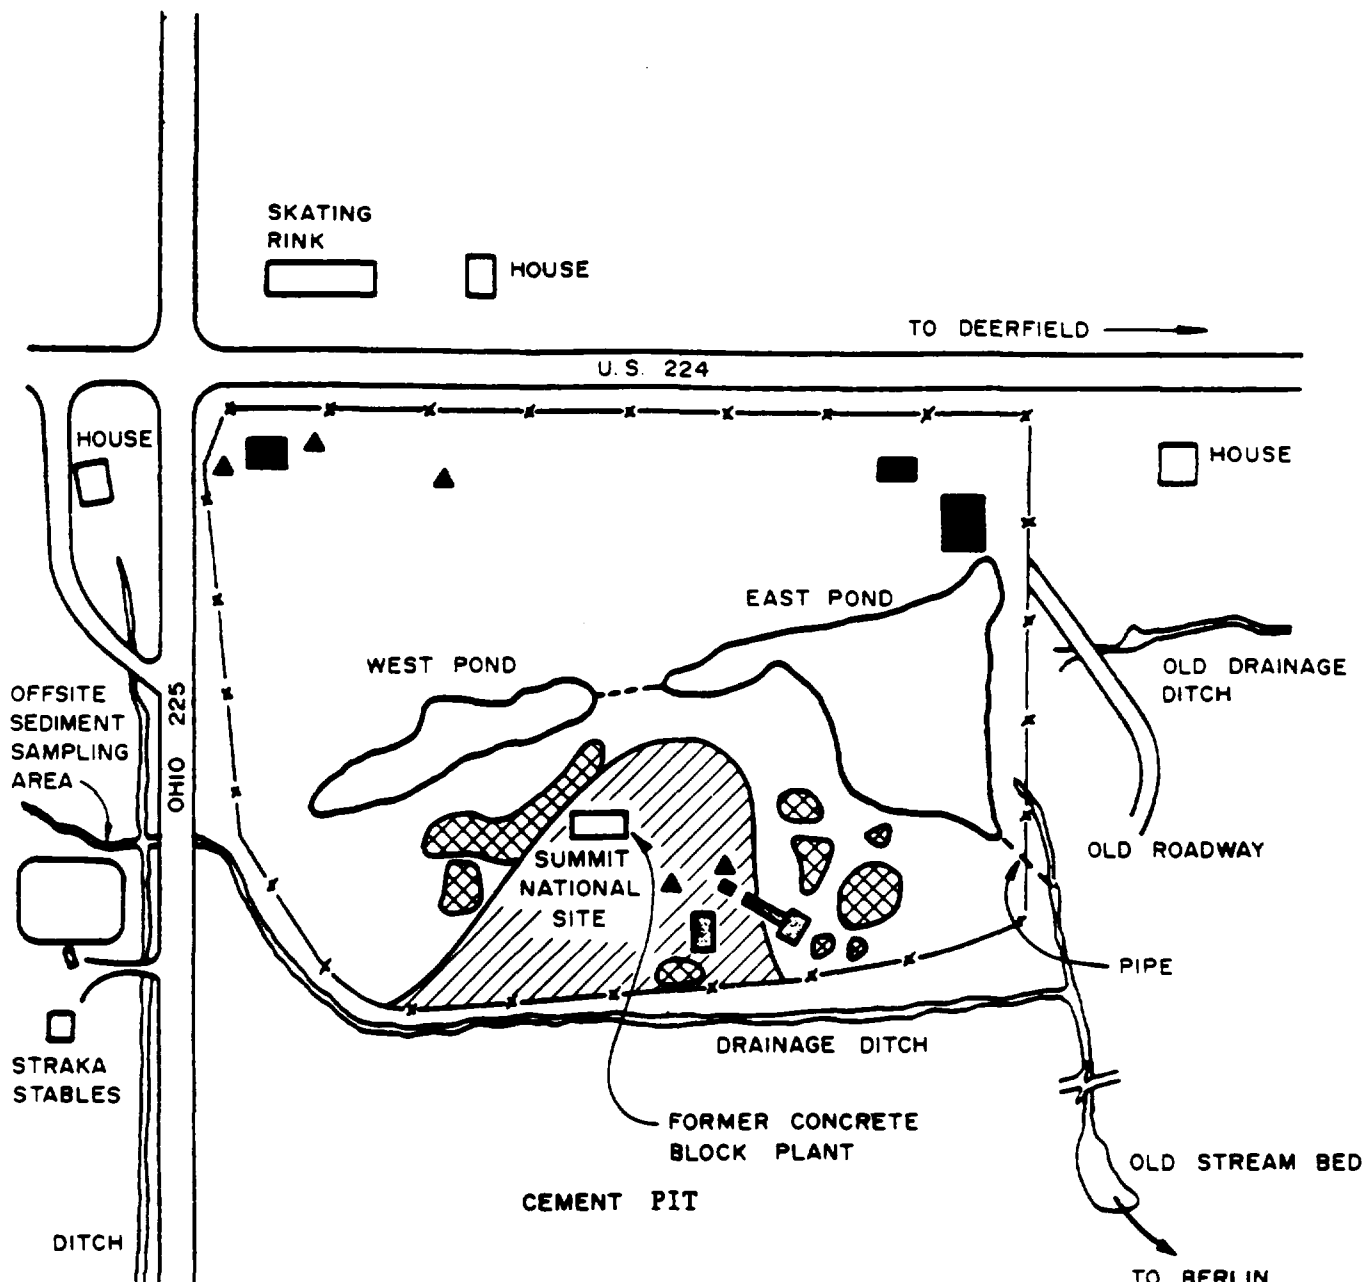 SKATING
RINK
HOUSE
TO DEERFIELD
U.S. 224
HOUSE
HOUSE
EAST POND
WEST POND
OLD DRAINAGE
DITCH
OFFSITE
SEDIMENT
SAMPLING
AREA
OHIO 225
OLD ROADWAY
SUMMIT
NATIONAL
SITE
PIPE
DRAINAGE DITCH
STRAKA
STABLES
FORMER CONCRETE
BLOCK PLANT
OLD STREAM BED
CEMENT PIT
DITCH
TO BERLIN